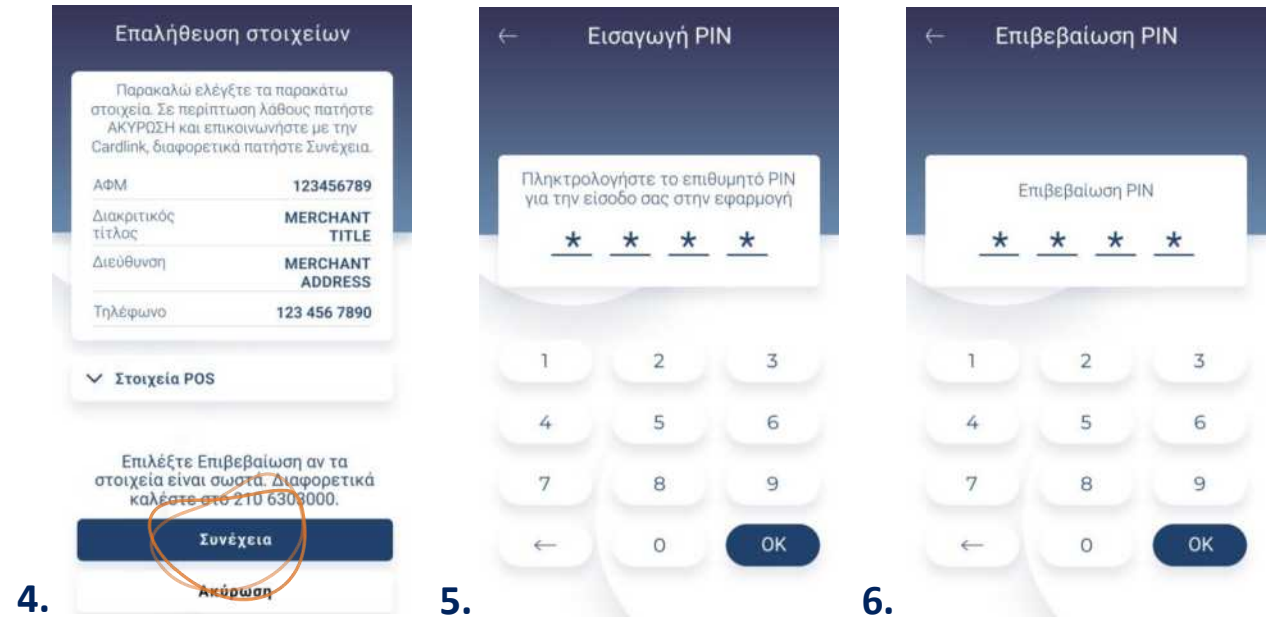 Επαλήθευση στοιχείων
Παρακαλώ ελέγξτε τα παρακάτω
στοιχεία. Σε περίπτωση λάθους πατήστε
ΑΚΥΡΩΣΗ και επικοινωνήστε με την
Cardlink, διαφορετικά πατήστε Συνέχεια.
ΑΦΜ 123456789
Διακριτικός τίτλος MERCHANT TITLE
Διεύθυνση MERCHANT ADDRESS
Τηλέφωνο 123 456 7890
Στοιχεία POS
Επιλέξτε Επιβεβαίωση αν τα
στοιχεία είναι σωστά. Διαφορετικά
καλέστε στο 210 6303000.
Συνέχεια
Ακύρωση
4.
← Εισαγωγή PIN
Πληκτρολογήστε το επιθυμητό PIN
για την είσοδο σας στην εφαρμογή
* * * *
1 2 3
4 5 6
7 8 9
← 0 OK
5.
← Επιβεβαίωση PIN
Επιβεβαίωση PIN
* * * *
1 2 3
4 5 6
7 8 9
← 0 OK
6.